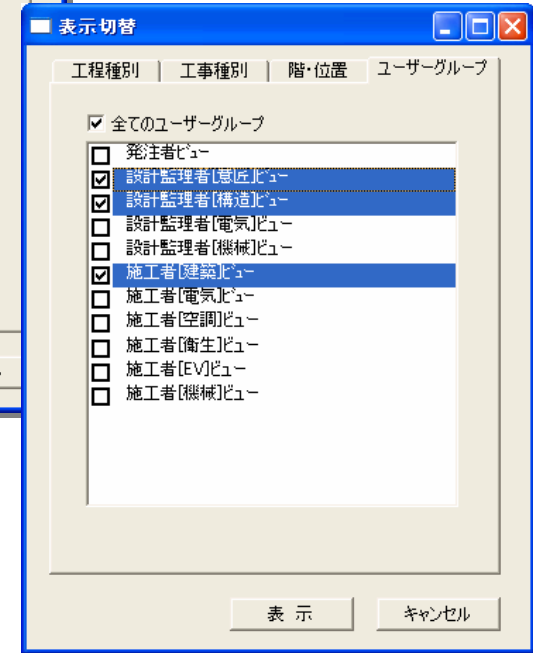 表示切替
工程種別 工事種別 階・位置 ユーザーグループ
全てのユーザーグループ
発注者ビュー
設計監理者[意匠]ビュー
設計監理者[構造]ビュー
設計監理者[電気]ビュー
設計監理者[機械]ビュー
施工者[建築]ビュー
施工者[電気]ビュー
施工者[空調]ビュー
施工者[衛生]ビュー
施工者[EV]ビュー
施工者[機械]ビュー
表 示 キャンセル